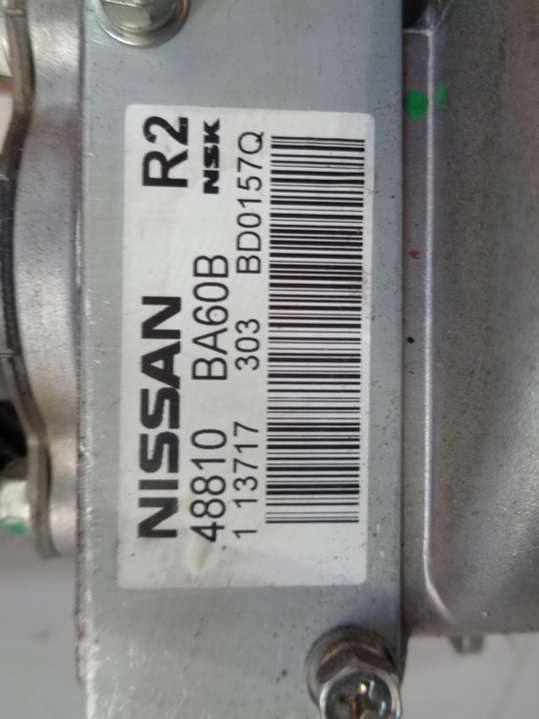 NISSAN R2
48810 BA60B NSK
1 13717 303 BD0157Q